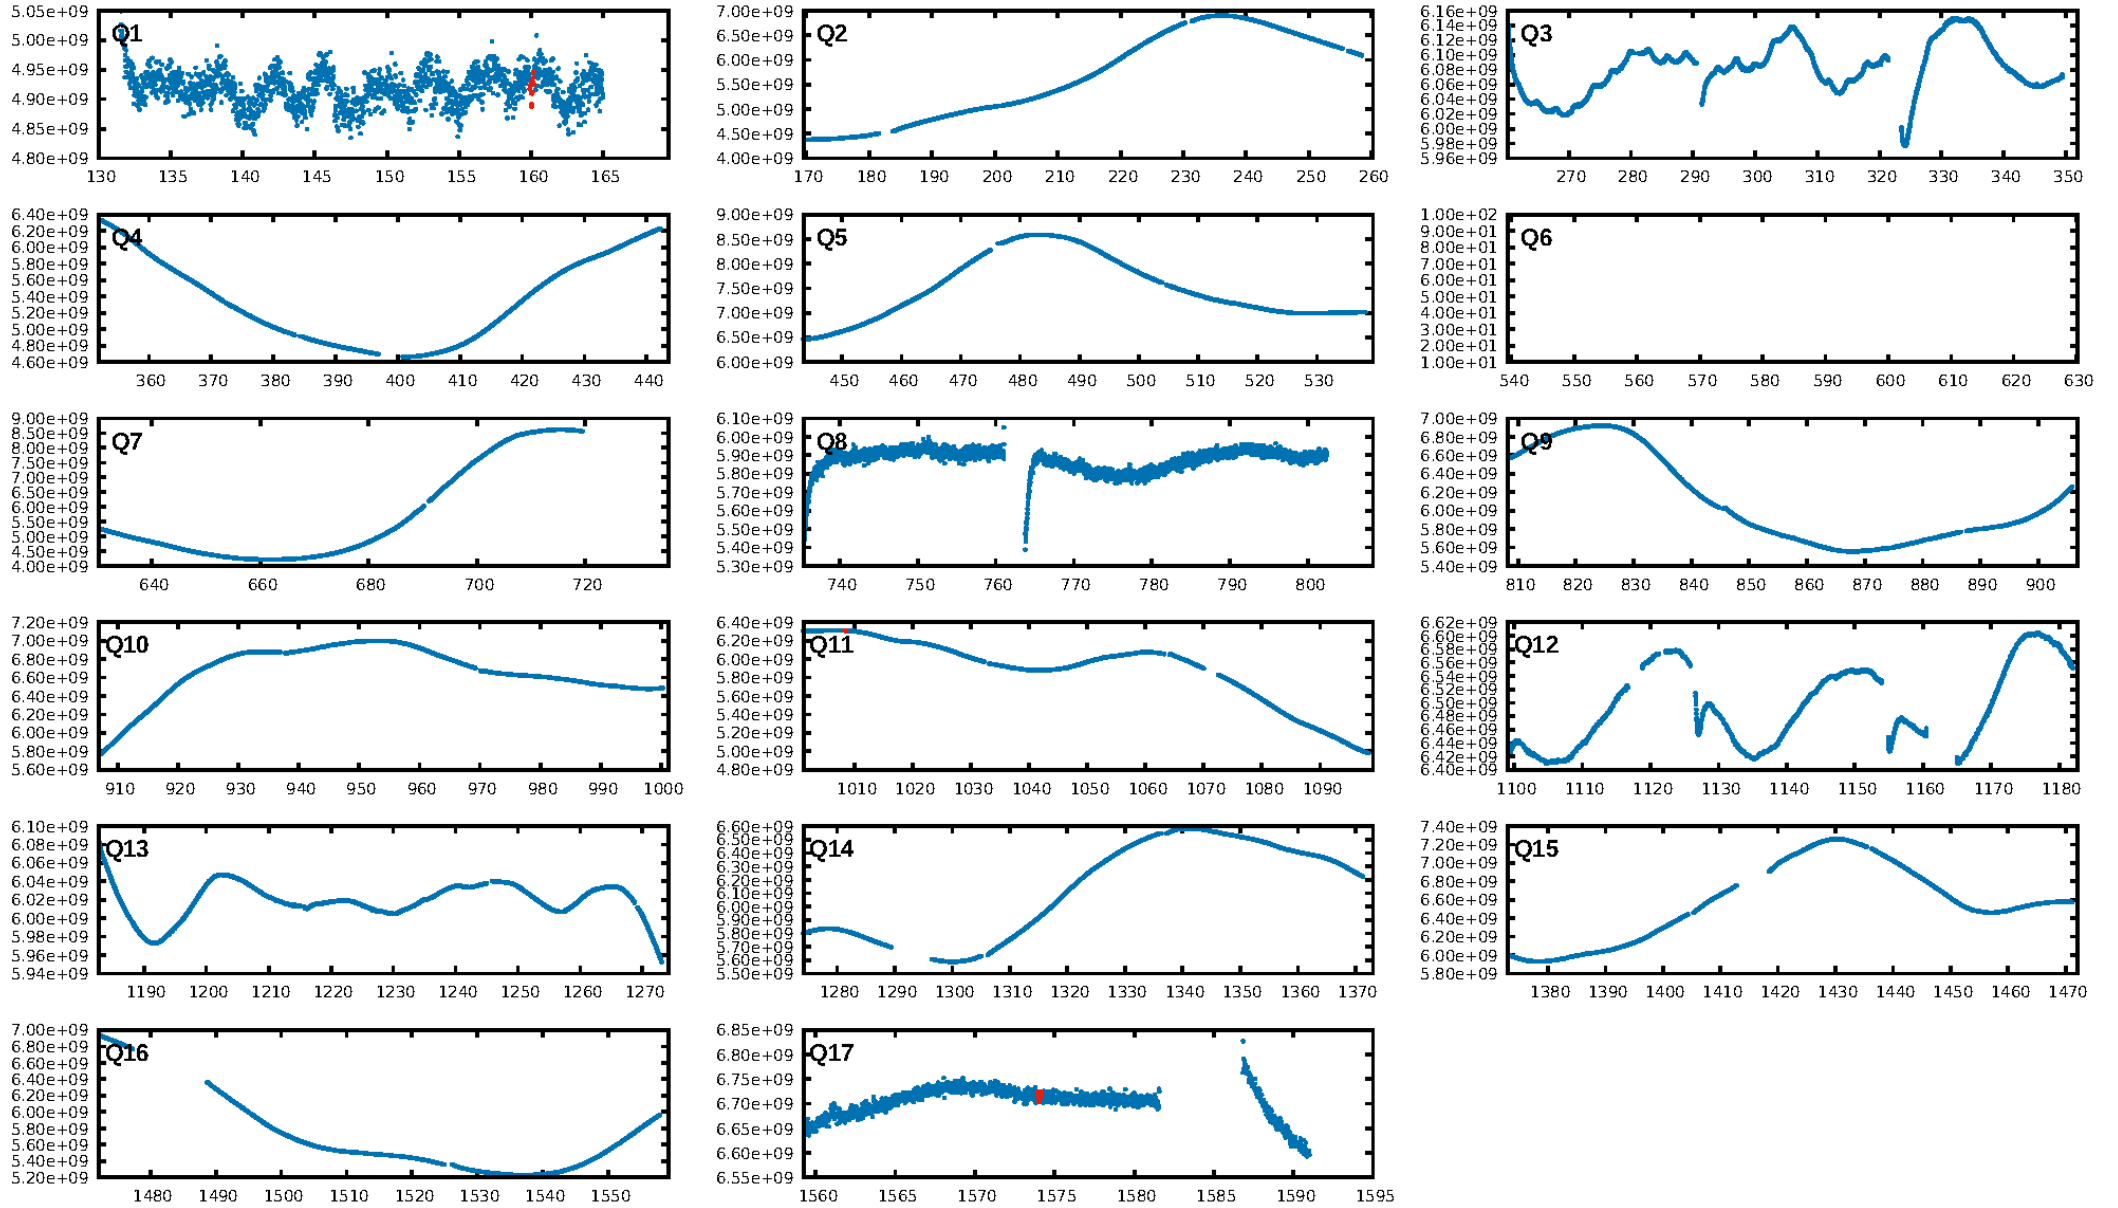 Q1
5.05e+09
5.00e+09
4.95e+09
4.90e+09
4.85e+09
4.80e+09
130 135 140 145 150 155 160 165
Q2
7.00e+09
6.50e+09
6.00e+09
5.50e+09
5.00e+09
4.50e+09
4.00e+09
170 180 190 200 210 220 230 240 250 260
Q3
6.16e+09
6.14e+09
6.12e+09
6.10e+09
6.08e+09
6.06e+09
6.04e+09
6.02e+09
6.00e+09
5.98e+09
5.96e+09
270 280 290 300 310 320 330 340 350
Q4
6.40e+09
6.20e+09
6.00e+09
5.80e+09
5.60e+09
5.40e+09
5.20e+09
5.00e+09
4.80e+09
4.60e+09
360 370 380 390 400 410 420 430 440
Q5
9.00e+09
8.50e+09
8.00e+09
7.50e+09
7.00e+09
6.50e+09
6.00e+09
450 460 470 480 490 500 510 520 530
Q6
1.00e+02
9.00e+01
8.00e+01
7.00e+01
6.00e+01
5.00e+01
4.00e+01
3.00e+01
2.00e+01
1.00e+01
540 550 560 570 580 590 600 610 620 630
Q7
9.00e+09
8.50e+09
8.00e+09
7.50e+09
7.00e+09
6.50e+09
6.00e+09
5.50e+09
5.00e+09
4.50e+09
4.00e+09
640 660 680 700 720
Q8
6.10e+09
6.00e+09
5.90e+09
5.80e+09
5.70e+09
5.60e+09
5.50e+09
5.40e+09
5.30e+09
740 750 760 770 780 790 800
Q9
7.00e+09
6.80e+09
6.60e+09
6.40e+09
6.20e+09
6.00e+09
5.80e+09
5.60e+09
5.40e+09
810 820 830 840 850 860 870 880 890 900
Q10
7.20e+09
7.00e+09
6.80e+09
6.60e+09
6.40e+09
6.20e+09
6.00e+09
5.80e+09
5.60e+09
910 920 930 940 950 960 970 980 990 1000
Q11
6.40e+09
6.20e+09
6.00e+09
5.80e+09
5.60e+09
5.40e+09
5.20e+09
5.00e+09
4.80e+09
1010 1020 1030 1040 1050 1060 1070 1080 1090
Q12
6.62e+09
6.60e+09
6.58e+09
6.56e+09
6.54e+09
6.52e+09
6.50e+09
6.48e+09
6.46e+09
6.44e+09
6.42e+09
6.40e+09
1100 1110 1120 1130 1140 1150 1160 1170 1180
Q13
6.10e+09
6.08e+09
6.06e+09
6.04e+09
6.02e+09
6.00e+09
5.98e+09
5.96e+09
5.94e+09
1190 1200 1210 1220 1230 1240 1250 1260 1270
Q14
6.60e+09
6.50e+09
6.40e+09
6.30e+09
6.20e+09
6.10e+09
6.00e+09
5.90e+09
5.80e+09
5.70e+09
5.60e+09
5.50e+09
1280 1290 1300 1310 1320 1330 1340 1350 1360 1370
Q15
7.40e+09
7.20e+09
7.00e+09
6.80e+09
6.60e+09
6.40e+09
6.20e+09
6.00e+09
5.80e+09
1380 1390 1400 1410 1420 1430 1440 1450 1460 1470
Q16
7.00e+09
6.80e+09
6.60e+09
6.40e+09
6.20e+09
6.00e+09
5.80e+09
5.60e+09
5.40e+09
5.20e+09
1480 1490 1500 1510 1520 1530 1540 1550
Q17
6.85e+09
6.80e+09
6.75e+09
6.70e+09
6.65e+09
6.60e+09
6.55e+09
1560 1565 1570 1575 1580 1585 1590 1595